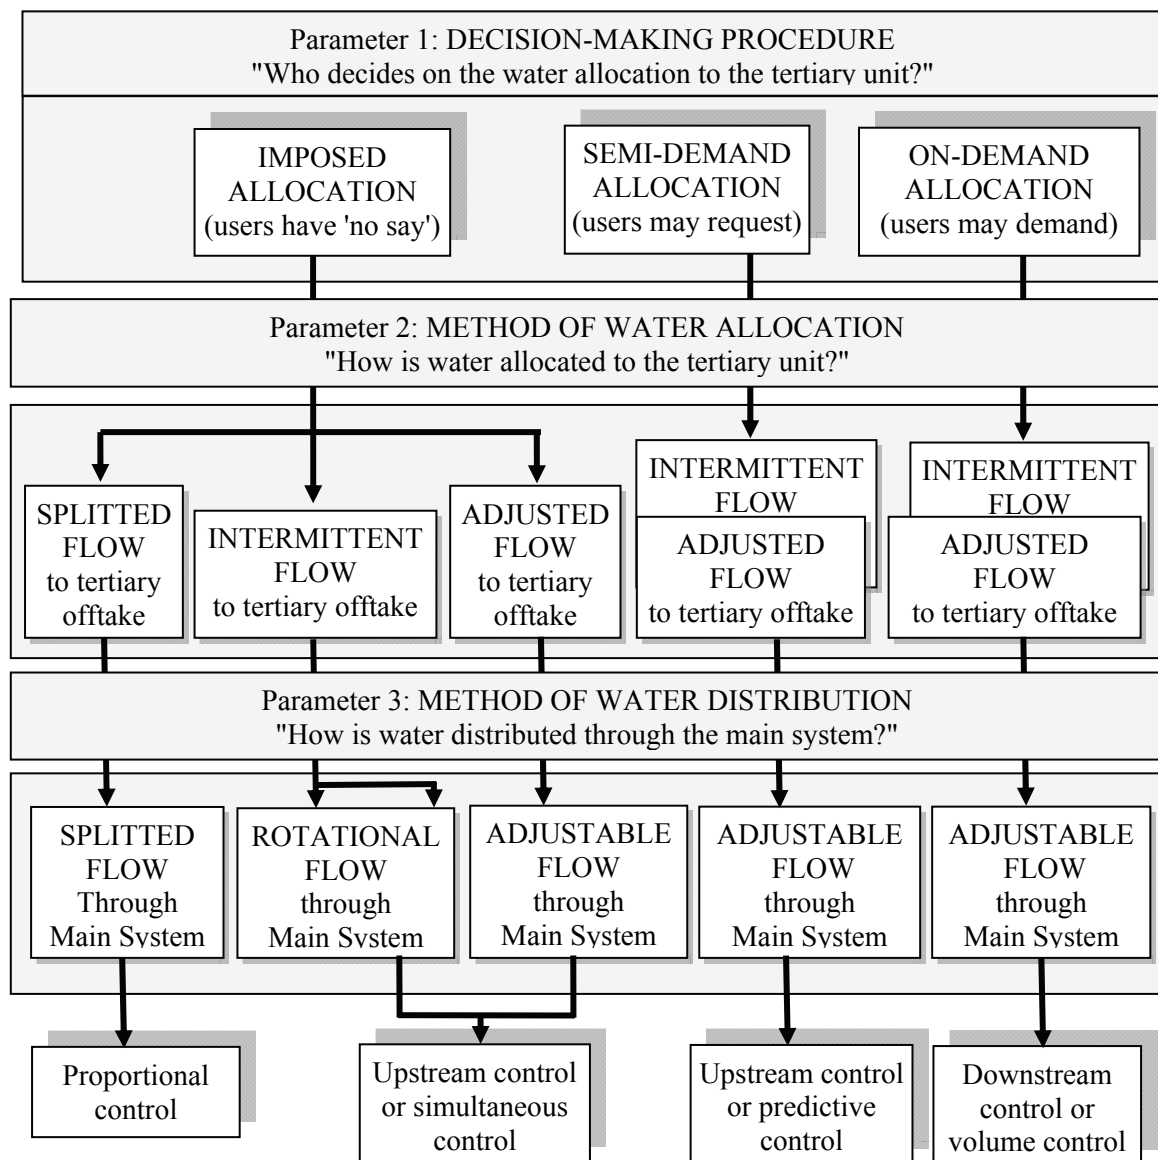 Parameter 1: DECISION-MAKING PROCEDURE
"Who decides on the water allocation to the tertiary unit?"
IMPOSED
ALLOCATION
(users have 'no say')
SEMI-DEMAND
ALLOCATION
(users may request)
ON-DEMAND
ALLOCATION
(users may demand)
Parameter 2: METHOD OF WATER ALLOCATION
"How is water allocated to the tertiary unit?"
SPLITTED
FLOW
to tertiary
offtake
INTERMITTENT
FLOW
to tertiary offtake
ADJUSTED
FLOW
to tertiary
offtake
INTERMITTENT
FLOW
ADJUSTED
FLOW
to tertiary offtake
INTERMITTENT
FLOW
ADJUSTED
FLOW
to tertiary offtake
Parameter 3: METHOD OF WATER DISTRIBUTION
"How is water distributed through the main system?"
SPLITTED
FLOW
Through
Main System
ROTATIONAL
FLOW
through
Main System
ADJUSTABLE
FLOW
through
Main System
ADJUSTABLE
FLOW
through
Main System
ADJUSTABLE
FLOW
through
Main System
Proportional
control
Upstream control
or simultaneous
control
Upstream control
or predictive
control
Downstream
control or
volume control